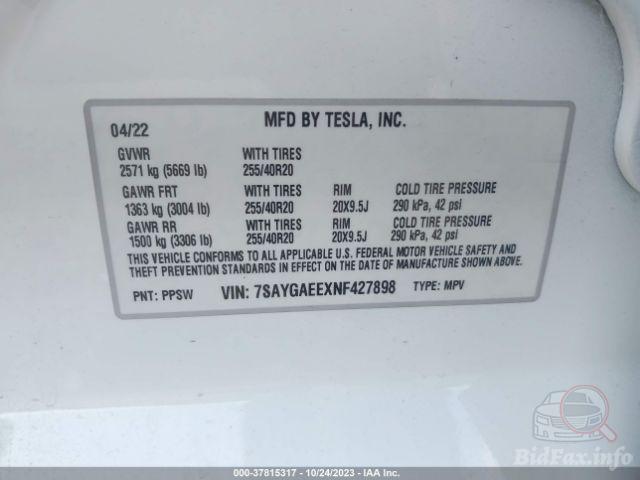 04/22 MFD BY TESLA, INC.
GVWR WITH TIRES
2571 kg (5669 lb) 255/40R20
GAWR FRT WITH TIRES RIM COLD TIRE PRESSURE
1363 kg (3004 lb) 255/40R20 20X9.5J 290 kPa, 42 psi
GAWR RR WITH TIRES RIM COLD TIRE PRESSURE
1500 kg (3306 lb) 255/40R20 20X9.5J 290 kPa, 42 psi
THIS VEHICLE CONFORMS TO ALL APPLICABLE U.S. FEDERAL MOTOR VEHICLE SAFETY AND
THEFT PREVENTION STANDARDS IN EFFECT ON THE DATE OF MANUFACTURE SHOWN ABOVE.
PNT: PPSW VIN: 7SAYGAEEXNF427898 TYPE: MPV
BidFax.info
000-37815317 - 10/24/2023 - IAA Inc.